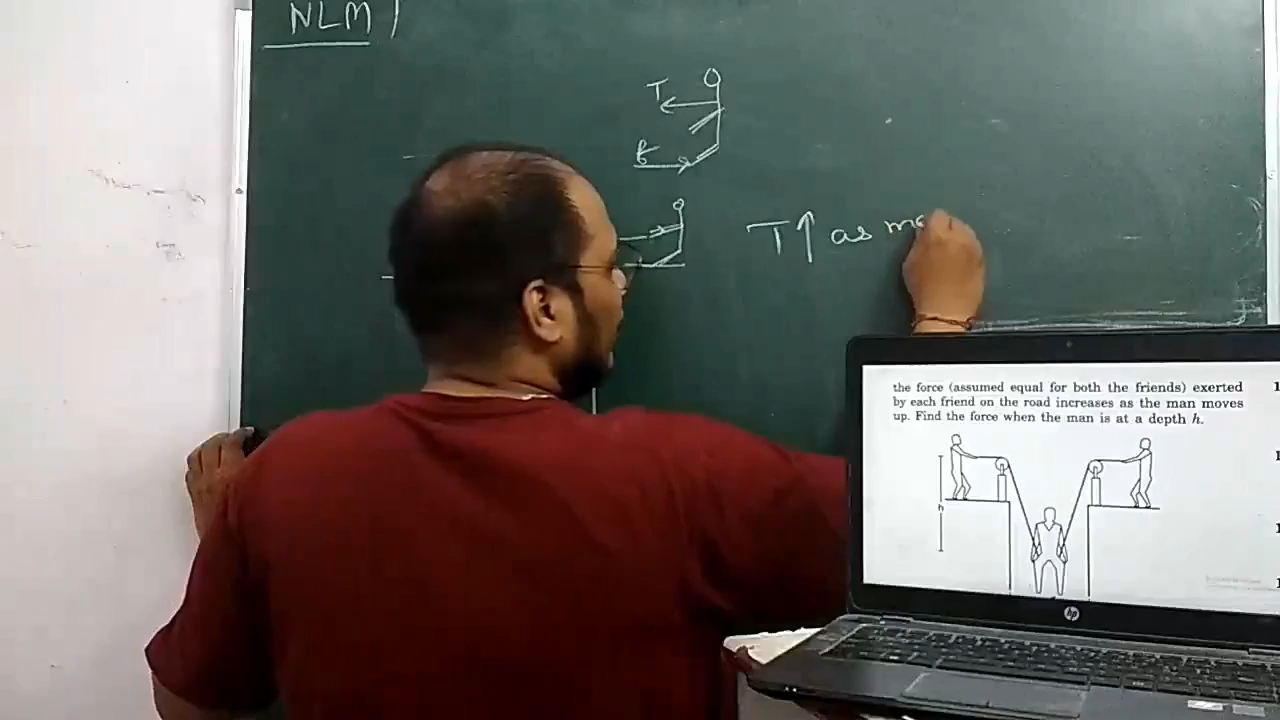 NLM
T
T↑ as m
the force (assumed equal for both the friends) exerted
by each friend on the road increases as the man moves
up. Find the force when the man is at a depth h.
h
hp